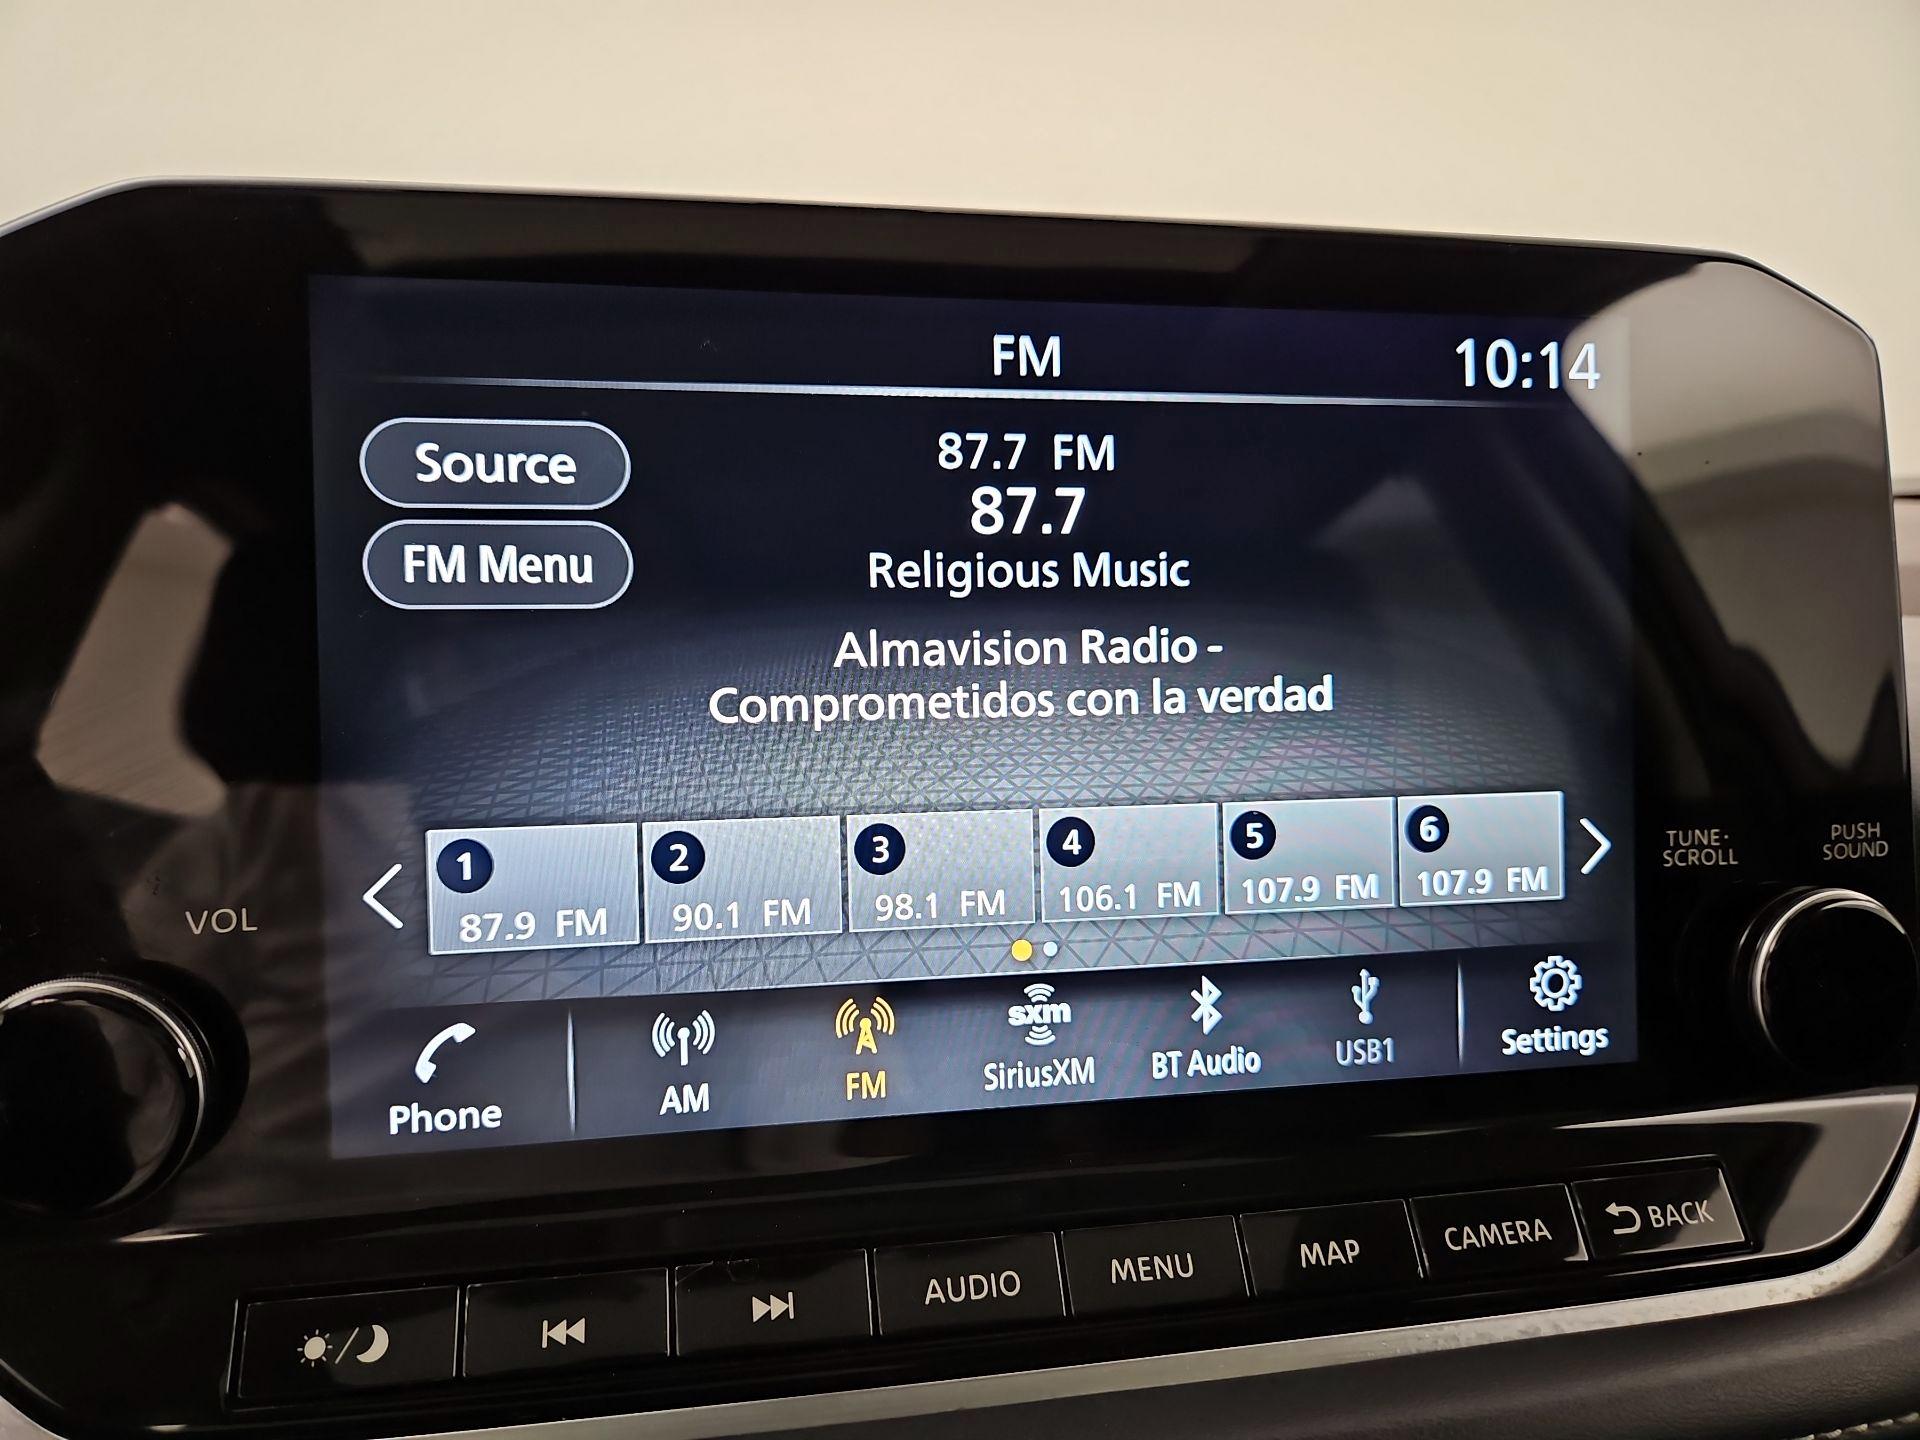 FM
10:14
Source
87.7 FM
87.7
FM Menu
Religious Music
Almavision Radio -
Comprometidos con la verdad
1
87.9 FM
2
90.1 FM
3
98.1 FM
4
106.1 FM
5
107.9 FM
6
107.9 FM
VOL
TUNE·
SCROLL
PUSH
SOUND
Phone
AM
FM
sxm
SiriusXM
BT Audio
USB1
Settings
AUDIO
MENU
MAP
CAMERA
BACK